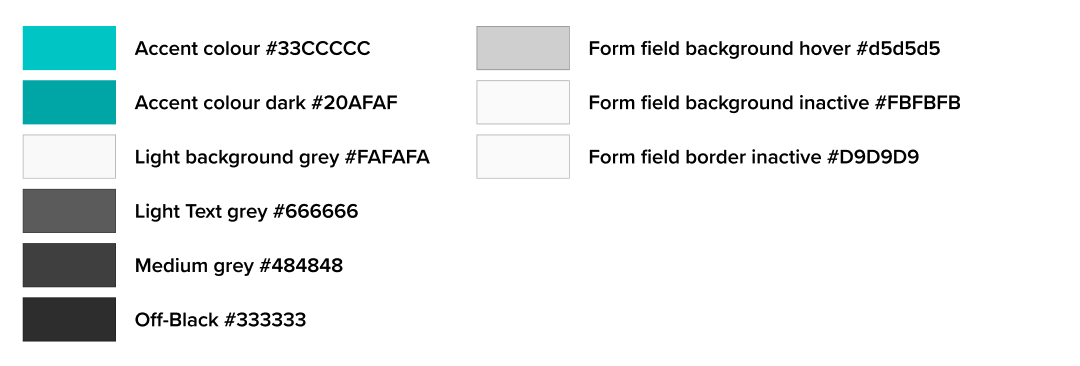 Accent colour #33CCCCC
Accent colour dark #20AFAF
Light background grey #FAFAFA
Light Text grey #666666
Medium grey #484848
Off-Black #333333
Form field background hover #d5d5d5
Form field background inactive #FBFBFB
Form field border inactive #D9D9D9